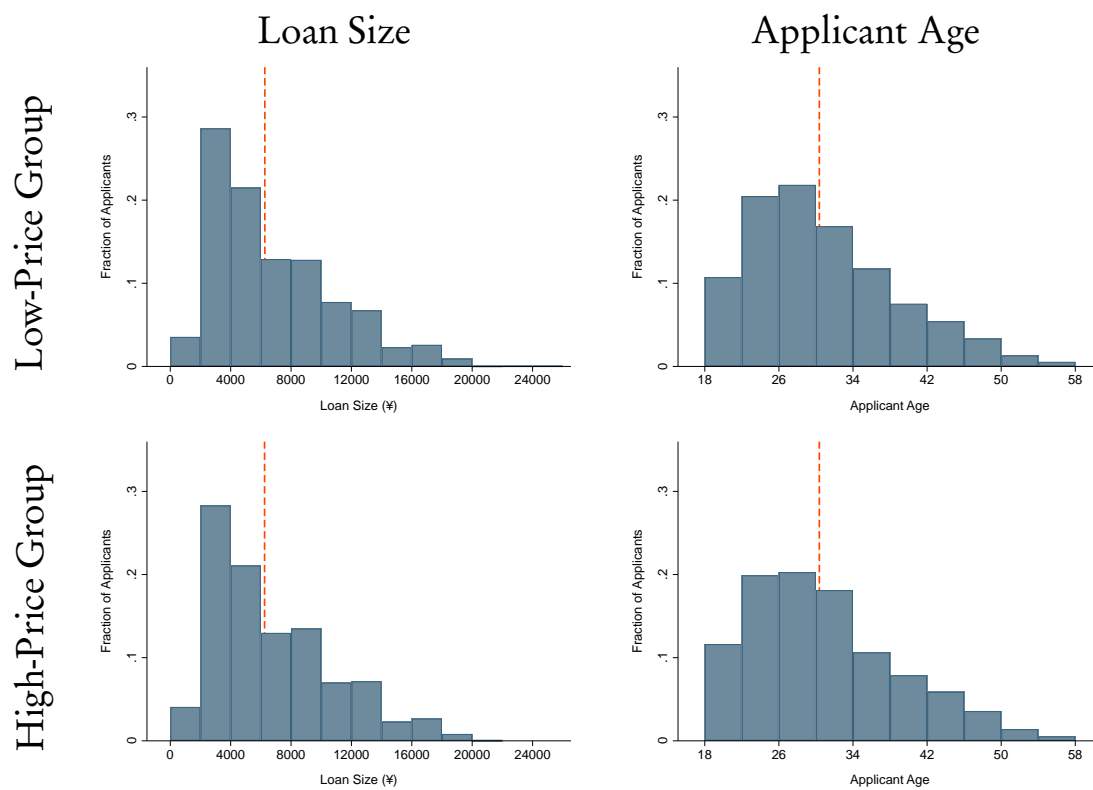 Loan Size
Applicant Age
Low-Price Group
Fraction of Applicants
.3
.2
.1
0
0 4000 8000 12000 16000 20000 24000
Loan Size (¥)
Fraction of Applicants
.3
.2
.1
0
18 26 34 42 50 58
Applicant Age
High-Price Group
Fraction of Applicants
.3
.2
.1
0
0 4000 8000 12000 16000 20000 24000
Loan Size (¥)
Fraction of Applicants
.3
.2
.1
0
18 26 34 42 50 58
Applicant Age